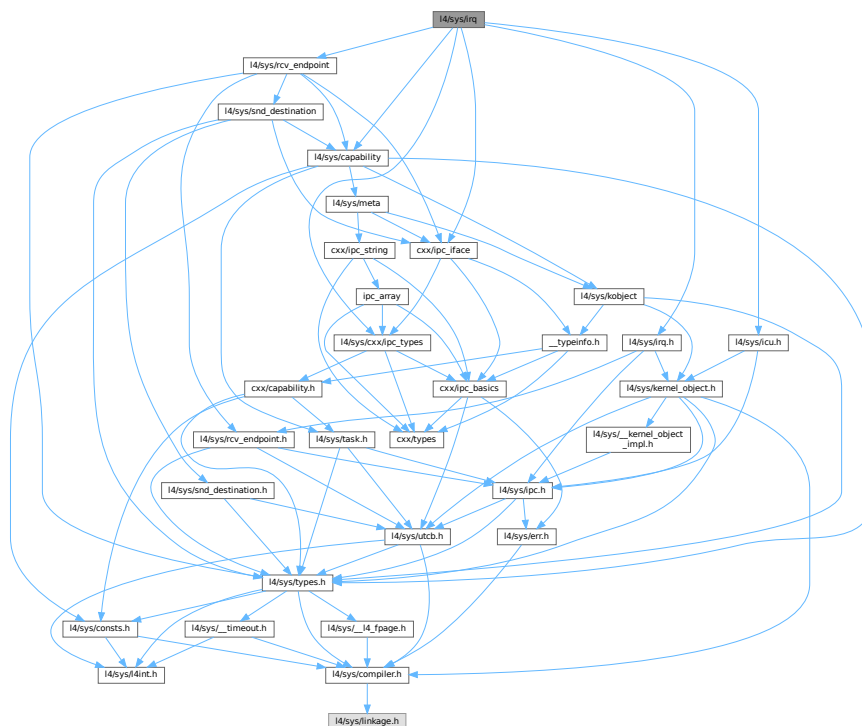 l4/sys/irq
l4/sys/rcv_endpoint
l4/sys/snd_destination
l4/sys/capability
l4/sys/meta
cxx/ipc_string
cxx/ipc_iface
ipc_array
l4/sys/kobject
l4/sys/cxx/ipc_types
__typeinfo.h
l4/sys/irq.h
l4/sys/icu.h
cxx/capability.h
cxx/ipc_basics
l4/sys/kernel_object.h
l4/sys/rcv_endpoint.h
l4/sys/task.h
cxx/types
l4/sys/__kernel_object
_impl.h
l4/sys/snd_destination.h
l4/sys/ipc.h
l4/sys/utcb.h
l4/sys/err.h
l4/sys/types.h
l4/sys/consts.h
l4/sys/__timeout.h
l4/sys/__l4_fpage.h
l4/sys/l4int.h
l4/sys/compiler.h
l4/sys/linkage.h